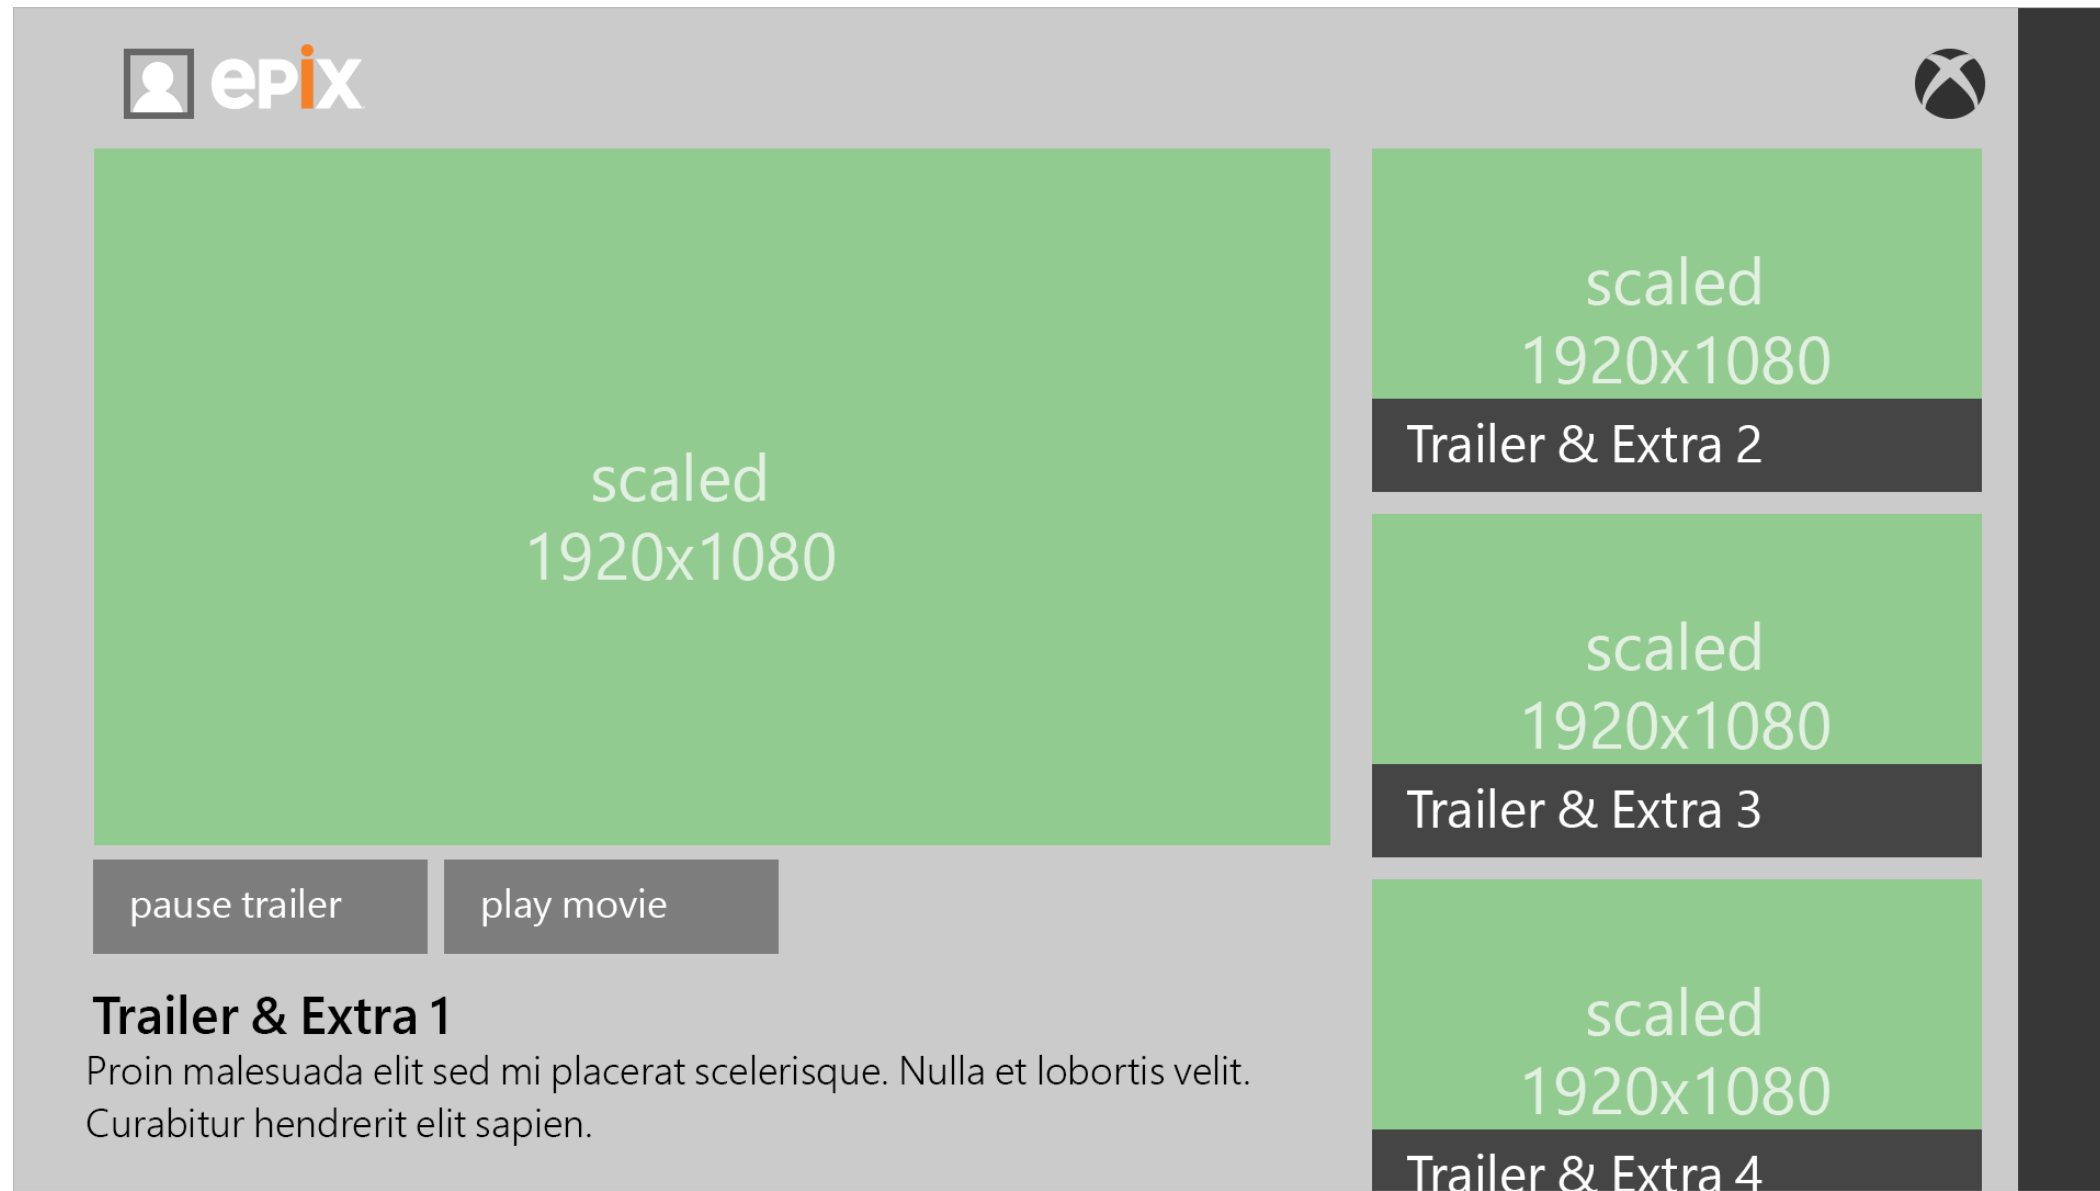 epix
scaled
1920x1080
pause trailer
play movie
Trailer & Extra 1
Proin malesuada elit sed mi placerat scelerisque. Nulla et lobortis velit.
Curabitur hendrerit elit sapien.
scaled
1920x1080
Trailer & Extra 2
scaled
1920x1080
Trailer & Extra 3
scaled
1920x1080
Trailer & Extra 4